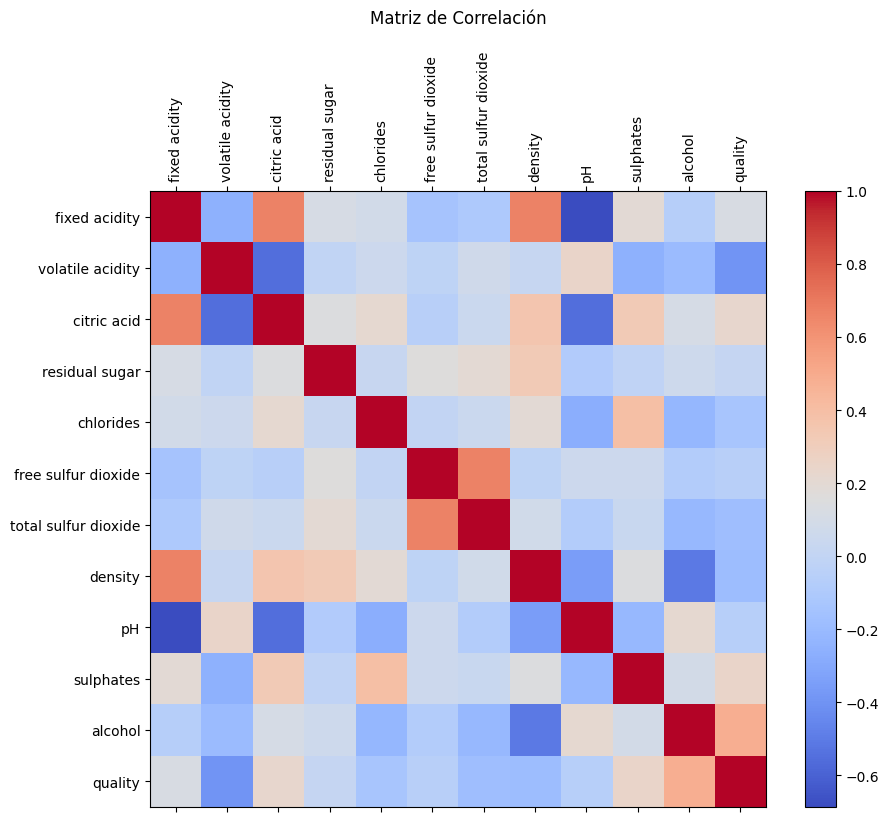 Matriz de Correlación
fixed acidity
volatile acidity
citric acid
residual sugar
chlorides
free sulfur dioxide
total sulfur dioxide
density
pH
sulphates
alcohol
quality
fixed acidity
volatile acidity
citric acid
residual sugar
chlorides
free sulfur dioxide
total sulfur dioxide
density
pH
sulphates
alcohol
quality
1.0
0.8
0.6
0.4
0.2
0.0
−0.2
−0.4
−0.6